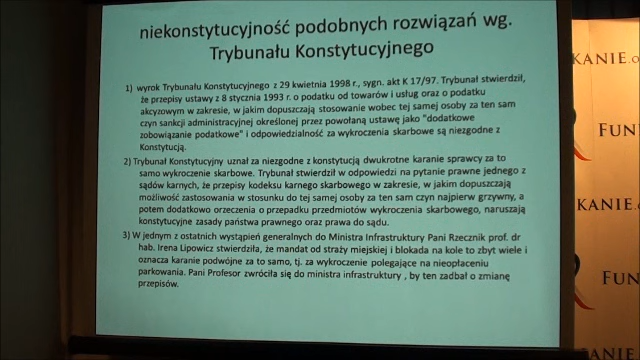 niekonstytucyjność podobnych rozwiązań wg.
Trybunału Konstytucyjnego
1) wyrok Trybunału Konstytucyjnego z 29 kwietnia 1998 r., sygn. akt K 17/97. Trybunał stwierdził,
że przepisy ustawy z 8 stycznia 1993 r. o podatku od towarów i usług oraz o podatku
akcyzowym w zakresie, w jakim dopuszczają stosowanie wobec tej samej osoby za ten sam
czyn sankcji administracyjnej określonej przez powołaną ustawę jako "dodatkowe
zobowiązanie podatkowe" i odpowiedzialność za wykroczenia skarbowe są niezgodne z
Konstytucją.
2) Trybunał Konstytucyjny uznał za niezgodne z konstytucją dwukrotne karanie sprawcy za to
samo wykroczenie skarbowe. Trybunał stwierdził w odpowiedzi na pytanie prawne jednego z
sądów karnych, że przepisy kodeksu karnego skarbowego w zakresie, w jakim dopuszczają
możliwość zastosowania w stosunku do tej samej osoby za ten sam czyn najpierw grzywny, a
potem dodatkowo orzeczenia o przepadku przedmiotów wykroczenia skarbowego, naruszają
konstytucyjne zasady państwa prawnego oraz prawa do sądu.
3) W jednym z ostatnich wystąpień generalnych do Ministra Infrastruktury Pani Rzecznik prof. dr
hab. Irena Lipowicz stwierdziła, że mandat od straży miejskiej i blokada na koło to zbyt wiele i
oznacza karanie podwójne za to samo, tj. za wykroczenie polegające na nieopłaceniu
parkowania. Pani Profesor zwróciła się do ministra infrastruktury , by ten zadbał o zmianę
przepisów.
KANIE.o
FUN
KANIE.
FUN
ANIE